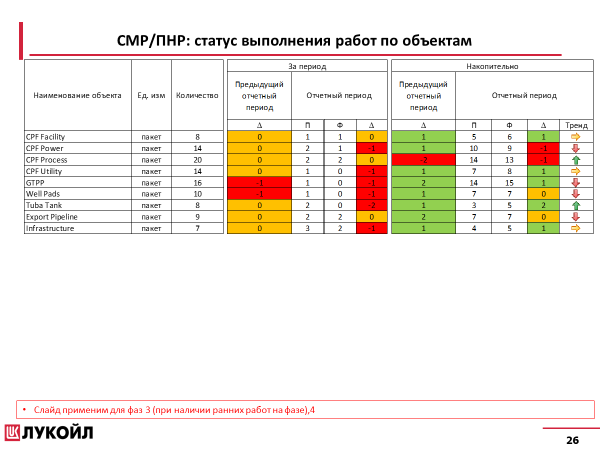 СМР/ПНР: статус выполнения работ по объектам
Наименование объекта Ед. изм Количество За период Накопительно
Предыдущий отчетный период Отчетный период Предыдущий отчетный период Отчетный период
Δ П Ф Δ Δ П Ф Δ Тренд
CPF Facility пакет 8 0 1 1 0 1 5 6 1
CPF Power пакет 14 0 2 1 -1 1 10 9 -1
CPF Process пакет 20 0 2 2 0 -2 14 13 -1
CPF Utility пакет 14 0 1 0 -1 1 7 8 1
GTPP пакет 16 -1 1 0 -1 2 14 15 1
Well Pads пакет 10 -1 1 0 -1 1 7 7 0
Tuba Tank пакет 8 0 2 0 -2 1 3 5 2
Export Pipeline пакет 9 0 2 2 0 2 7 7 0
Infrastructure пакет 7 0 3 2 -1 1 4 5 1
• Слайд применим для фаз 3 (при наличии ранних работ на фазе),4
ЛУКОЙЛ
26